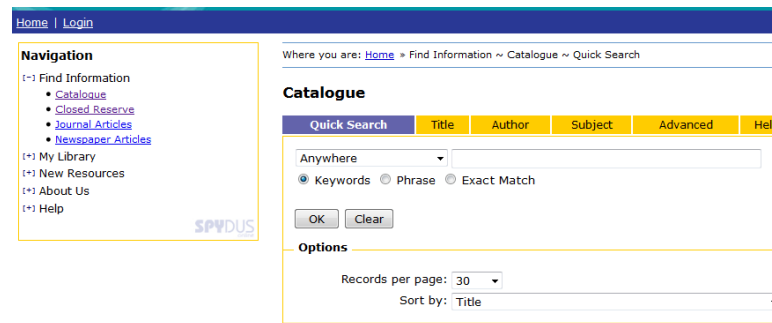 Home | Login
Navigation
[-] Find Information
Catalogue
Closed Reserve
Journal Articles
Newspaper Articles
[+] My Library
[+] New Resources
[+] About Us
[+] Help
SPYDUS
Where you are: Home » Find Information ~ Catalogue ~ Quick Search
Catalogue
Quick Search Title Author Subject Advanced Hel
Anywhere
Keywords Phrase Exact Match
OK Clear
Options
Records per page: 30
Sort by: Title